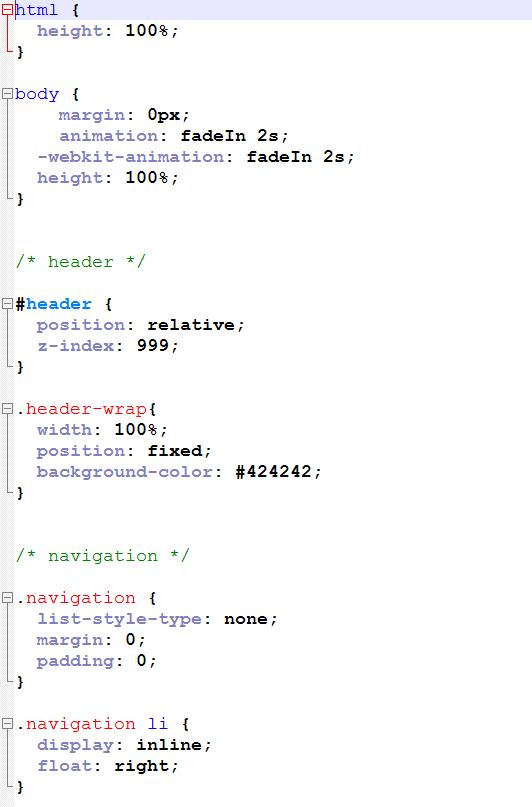 html {
  height: 100%;
}
body {
    margin: 0px;
    animation: fadeIn 2s;
  -webkit-animation: fadeIn 2s;
  height: 100%;
}
/* header */
#header {
  position: relative;
  z-index: 999;
}
.header-wrap{
  width: 100%;
  position: fixed;
  background-color: #424242;
}
/* navigation */
.navigation {
  list-style-type: none;
  margin: 0;
  padding: 0;
}
.navigation li {
  display: inline;
  float: right;
}